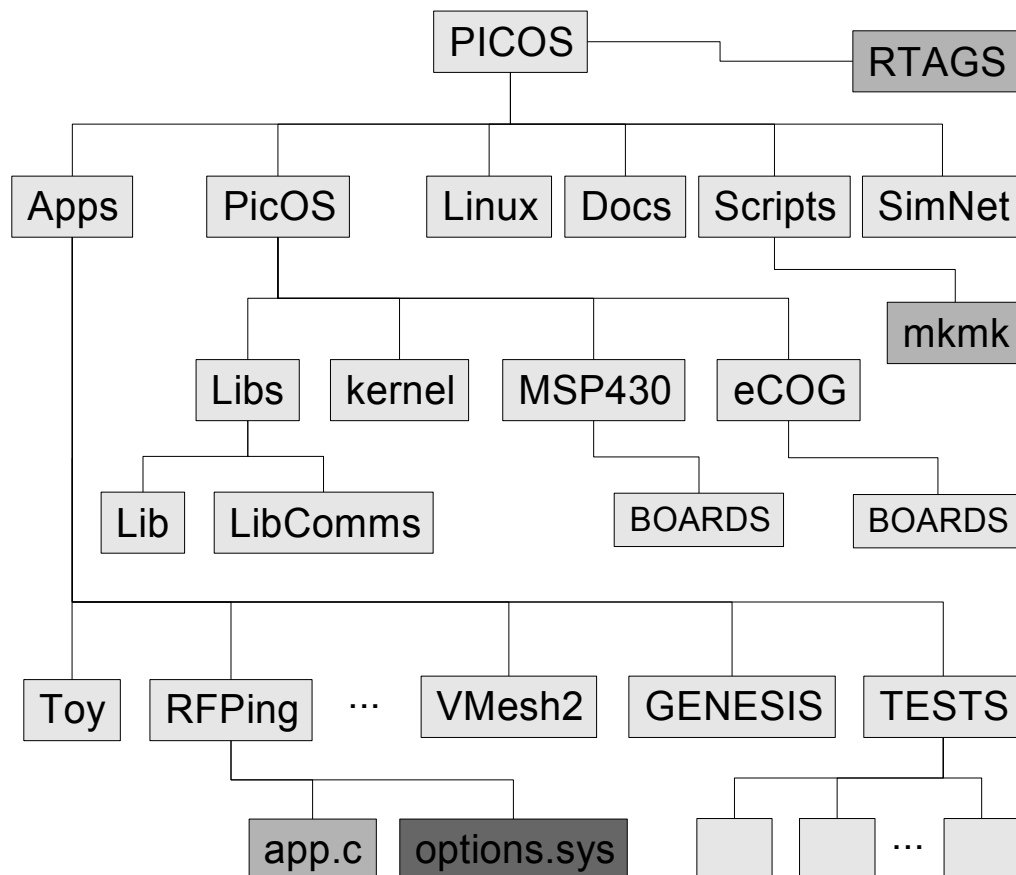 PICOS
RTAGS
Apps
PicOS
Linux
Docs
Scripts
SimNet
mkmk
Libs
kernel
MSP430
eCOG
Lib
LibComms
BOARDS
BOARDS
Toy
RFPing
...
VMesh2
GENESIS
TESTS
app.c
options.sys
...